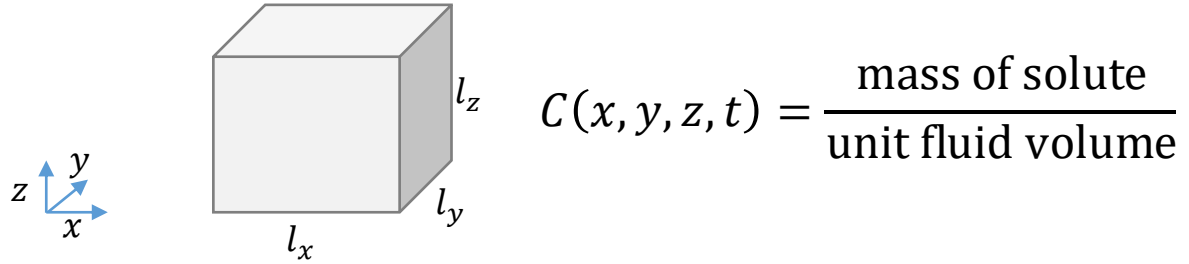 l_z
C(x, y, z, t) = mass of solute / unit fluid volume
y
z
x
l_y
l_x